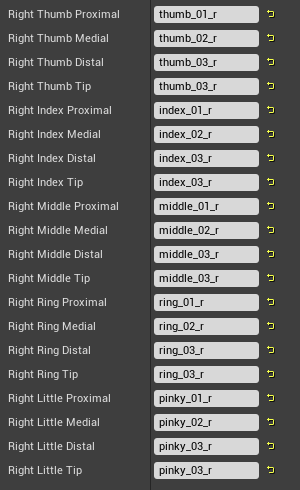 Right Thumb Proximal thumb_01_r
Right Thumb Medial thumb_02_r
Right Thumb Distal thumb_03_r
Right Thumb Tip thumb_03_r
Right Index Proximal index_01_r
Right Index Medial index_02_r
Right Index Distal index_03_r
Right Index Tip index_03_r
Right Middle Proximal middle_01_r
Right Middle Medial middle_02_r
Right Middle Distal middle_03_r
Right Middle Tip middle_03_r
Right Ring Proximal ring_01_r
Right Ring Medial ring_02_r
Right Ring Distal ring_03_r
Right Ring Tip ring_03_r
Right Little Proximal pinky_01_r
Right Little Medial pinky_02_r
Right Little Distal pinky_03_r
Right Little Tip pinky_03_r